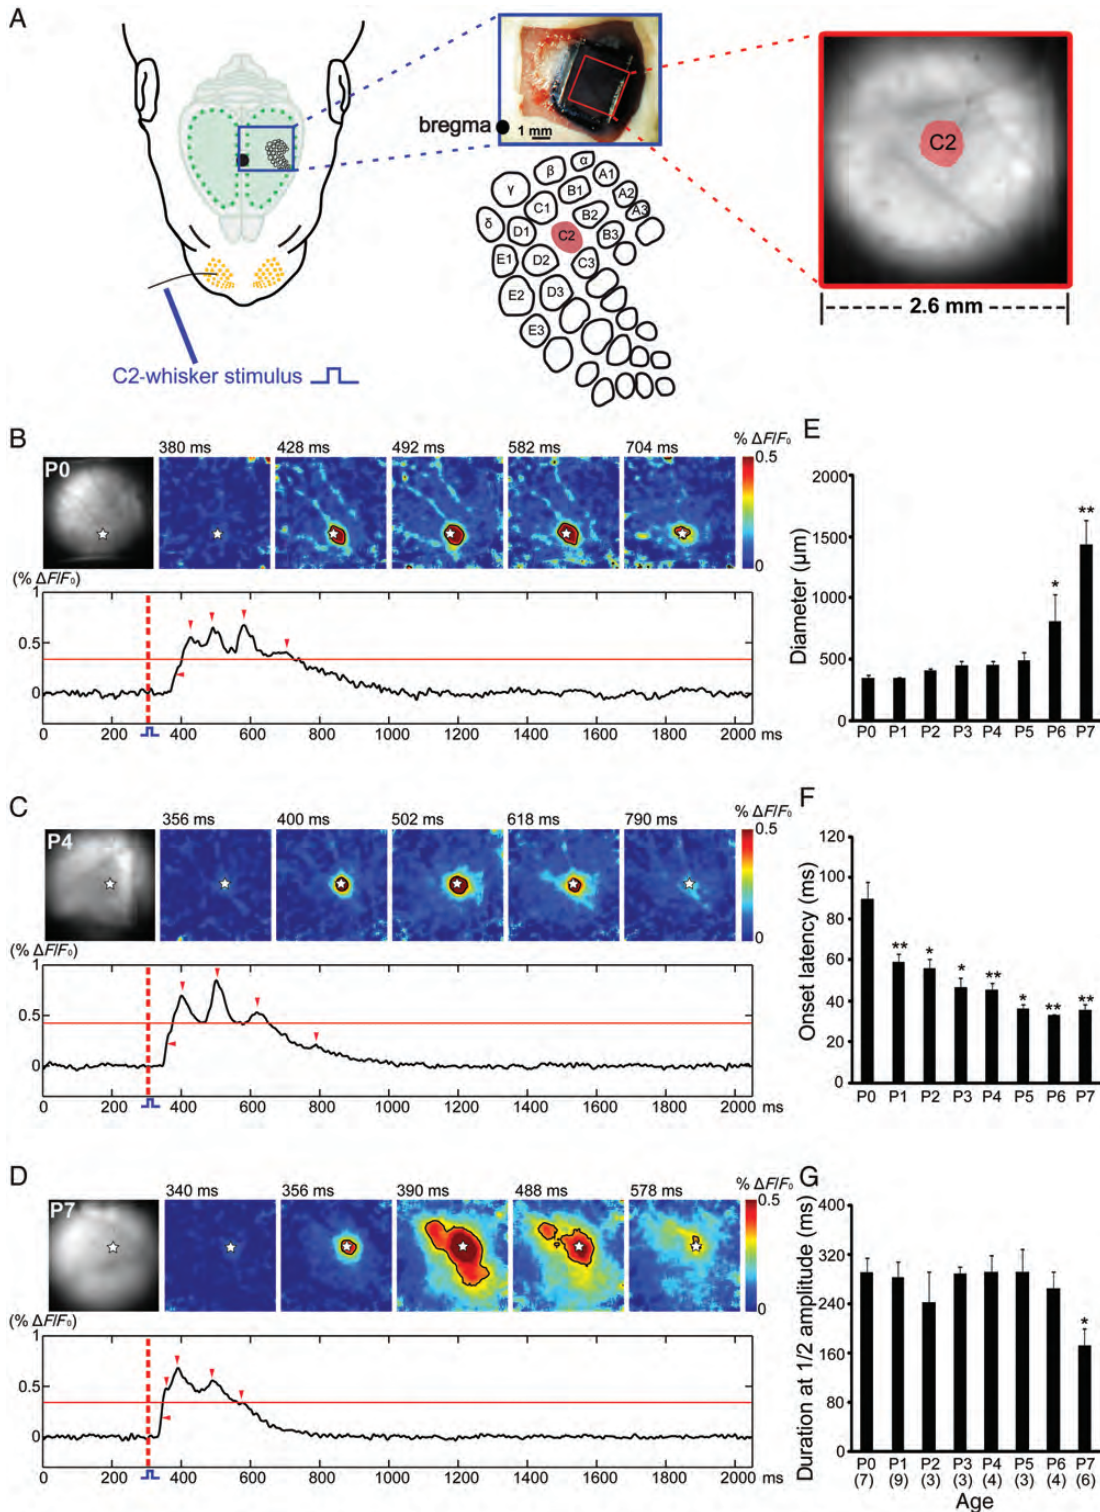 A
bregma
1 mm
C2
α
β
A1
γ
B1
A2
C1
A3
B2
δ
D1
C2
B3
E1
D2
C3
E2
D3
E3
2.6 mm
C2-whisker stimulus
B
P0
380 ms 428 ms 492 ms 582 ms 704 ms
% ΔF/F₀
0.5
0
(% ΔF/F₀)
1
0.5
0
0 200 400 600 800 1000 1200 1400 1600 1800 2000 ms
C
P4
356 ms 400 ms 502 ms 618 ms 790 ms
% ΔF/F₀
0.5
0
(% ΔF/F₀)
1
0.5
0
0 200 400 600 800 1000 1200 1400 1600 1800 2000 ms
D
P7
340 ms 356 ms 390 ms 488 ms 578 ms
% ΔF/F₀
0.5
0
(% ΔF/F₀)
1
0.5
0
0 200 400 600 800 1000 1200 1400 1600 1800 2000 ms
E
Diameter (µm)
2000
1500
1000
500
0
* **
P0 P1 P2 P3 P4 P5 P6 P7
F
Onset latency (ms)
120
100
80
60
40
20
0
** * * ** * ** **
P0 P1 P2 P3 P4 P5 P6 P7
G
Duration at 1/2 amplitude (ms)
400
320
240
160
80
0
*
P0 P1 P2 P3 P4 P5 P6 P7
(7) (9) (3) (3) (4) (3) (4) (6)
Age